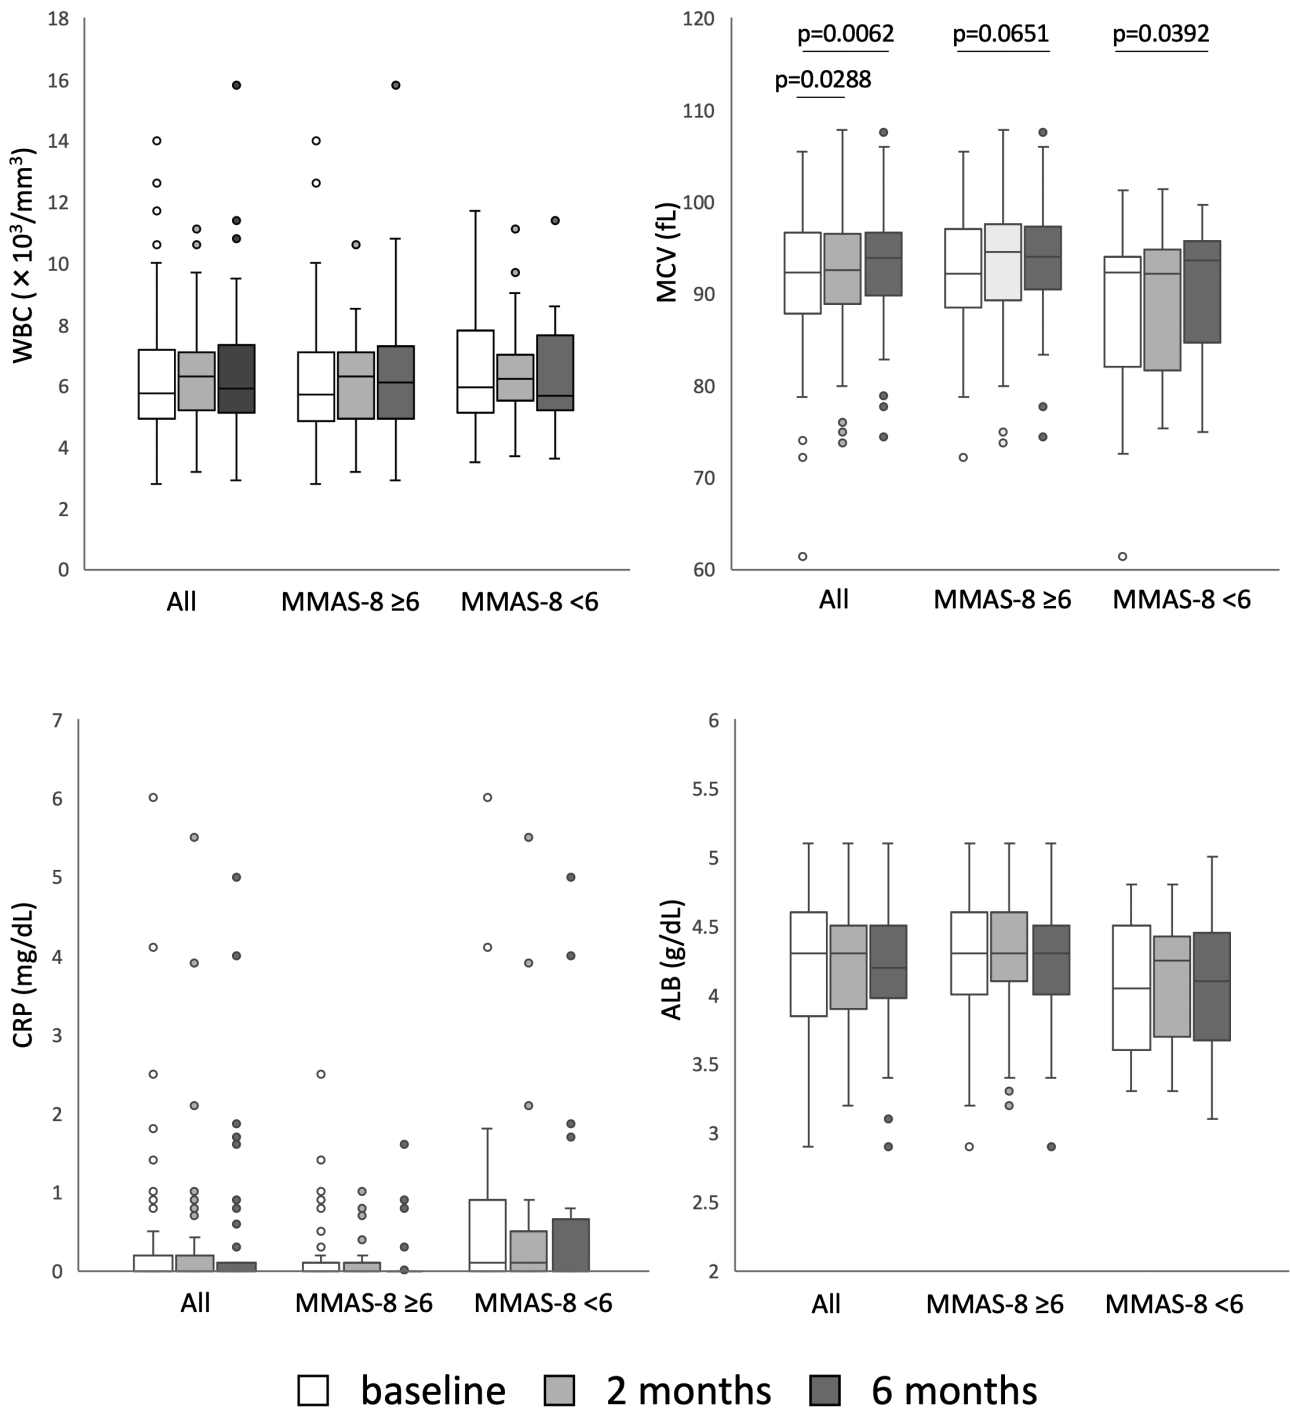 WBC (×10³/mm³)
18
16
14
12
10
8
6
4
2
0
All
MMAS-8 ≥6
MMAS-8 <6
MCV (fL)
120
110
100
90
80
70
60
p=0.0062
p=0.0288
p=0.0651
p=0.0392
All
MMAS-8 ≥6
MMAS-8 <6
CRP (mg/dL)
7
6
5
4
3
2
1
0
All
MMAS-8 ≥6
MMAS-8 <6
ALB (g/dL)
6
5.5
5
4.5
4
3.5
3
2.5
2
All
MMAS-8 ≥6
MMAS-8 <6
baseline
2 months
6 months